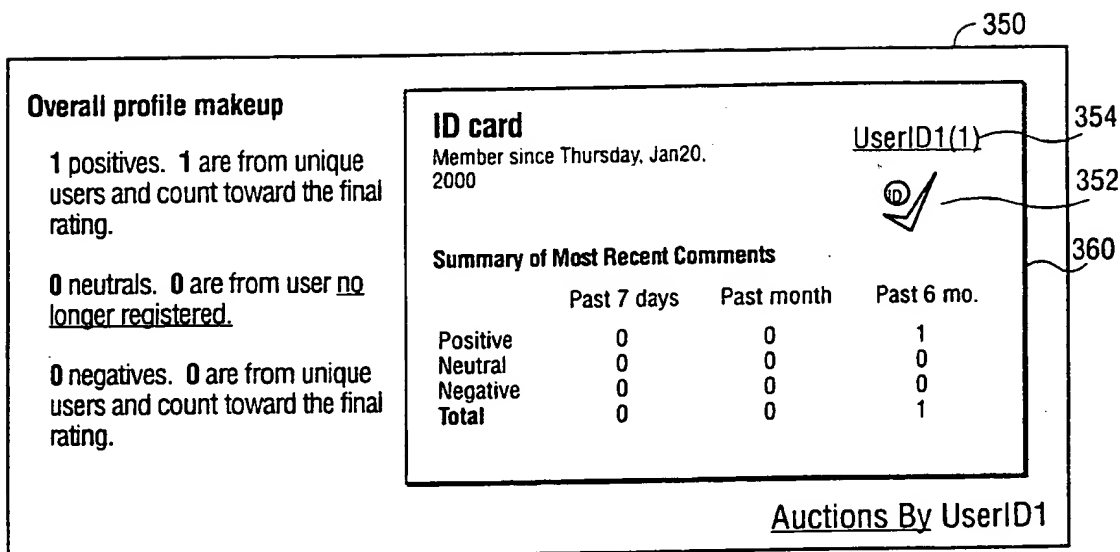 350
Overall profile makeup
1 positives. 1 are from unique
users and count toward the final
rating.
0 neutrals. 0 are from user no
longer registered.
0 negatives. 0 are from unique
users and count toward the final
rating.
ID card
Member since Thursday, Jan20.
2000
UserID1(1)
354
ID
352
360
Summary of Most Recent Comments
Past 7 days Past month Past 6 mo.
Positive 0 0 1
Neutral 0 0 0
Negative 0 0 0
Total 0 0 1
Auctions By UserID1